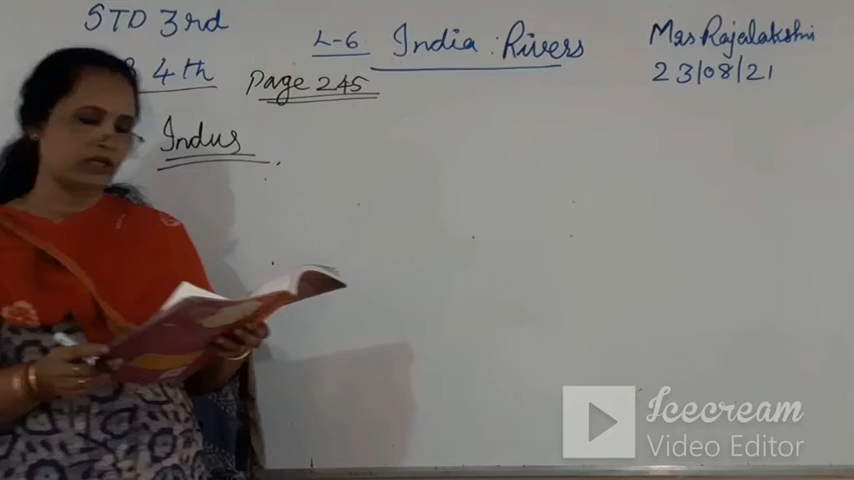 STD 3rd
4th
L-6 India : Rivers
Mrs Rajalakshmi
23/08/21
Page 245
Indus
Icecream
Video Editor